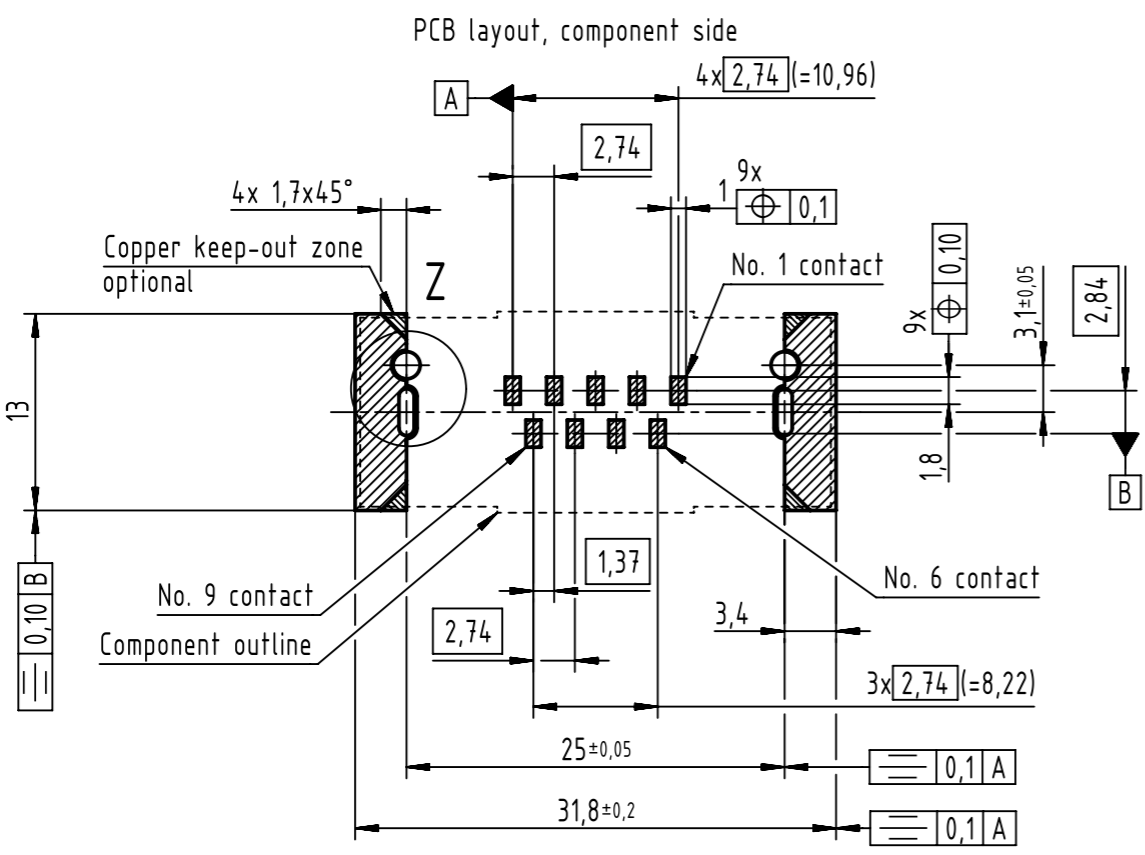 PCB layout, component side
4x 2,74 (=10,96)
A
2,74
9x
1
⌖ 0,1
4x 1,7x45°
Copper keep-out zone
optional
Z
No. 1 contact
9x
⌖ 0,10
3,1±0,05
2,84
13
1,8
B
1,37
No. 9 contact
No. 6 contact
Component outline
2,74
3,4
⌯ 0,10 B
3x 2,74 (=8,22)
25±0,05
⌯ 0,1 A
31,8±0,2
⌯ 0,1 A